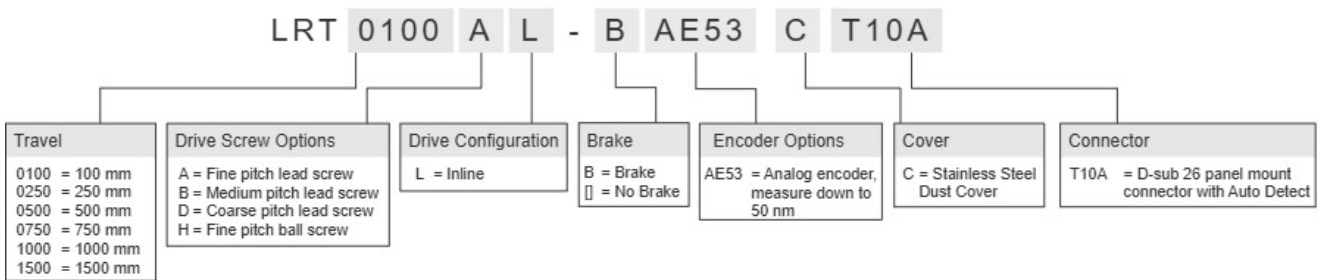 LRT 0100 A L - B AE53 C T10A
Travel
0100 = 100 mm
0250 = 250 mm
0500 = 500 mm
0750 = 750 mm
1000 = 1000 mm
1500 = 1500 mm
Drive Screw Options
A = Fine pitch lead screw
B = Medium pitch lead screw
D = Coarse pitch lead screw
H = Fine pitch ball screw
Drive Configuration
L = Inline
Brake
B = Brake
[] = No Brake
Encoder Options
AE53 = Analog encoder,
measure down to
50 nm
Cover
C = Stainless Steel
Dust Cover
Connector
T10A = D-sub 26 panel mount
connector with Auto Detect